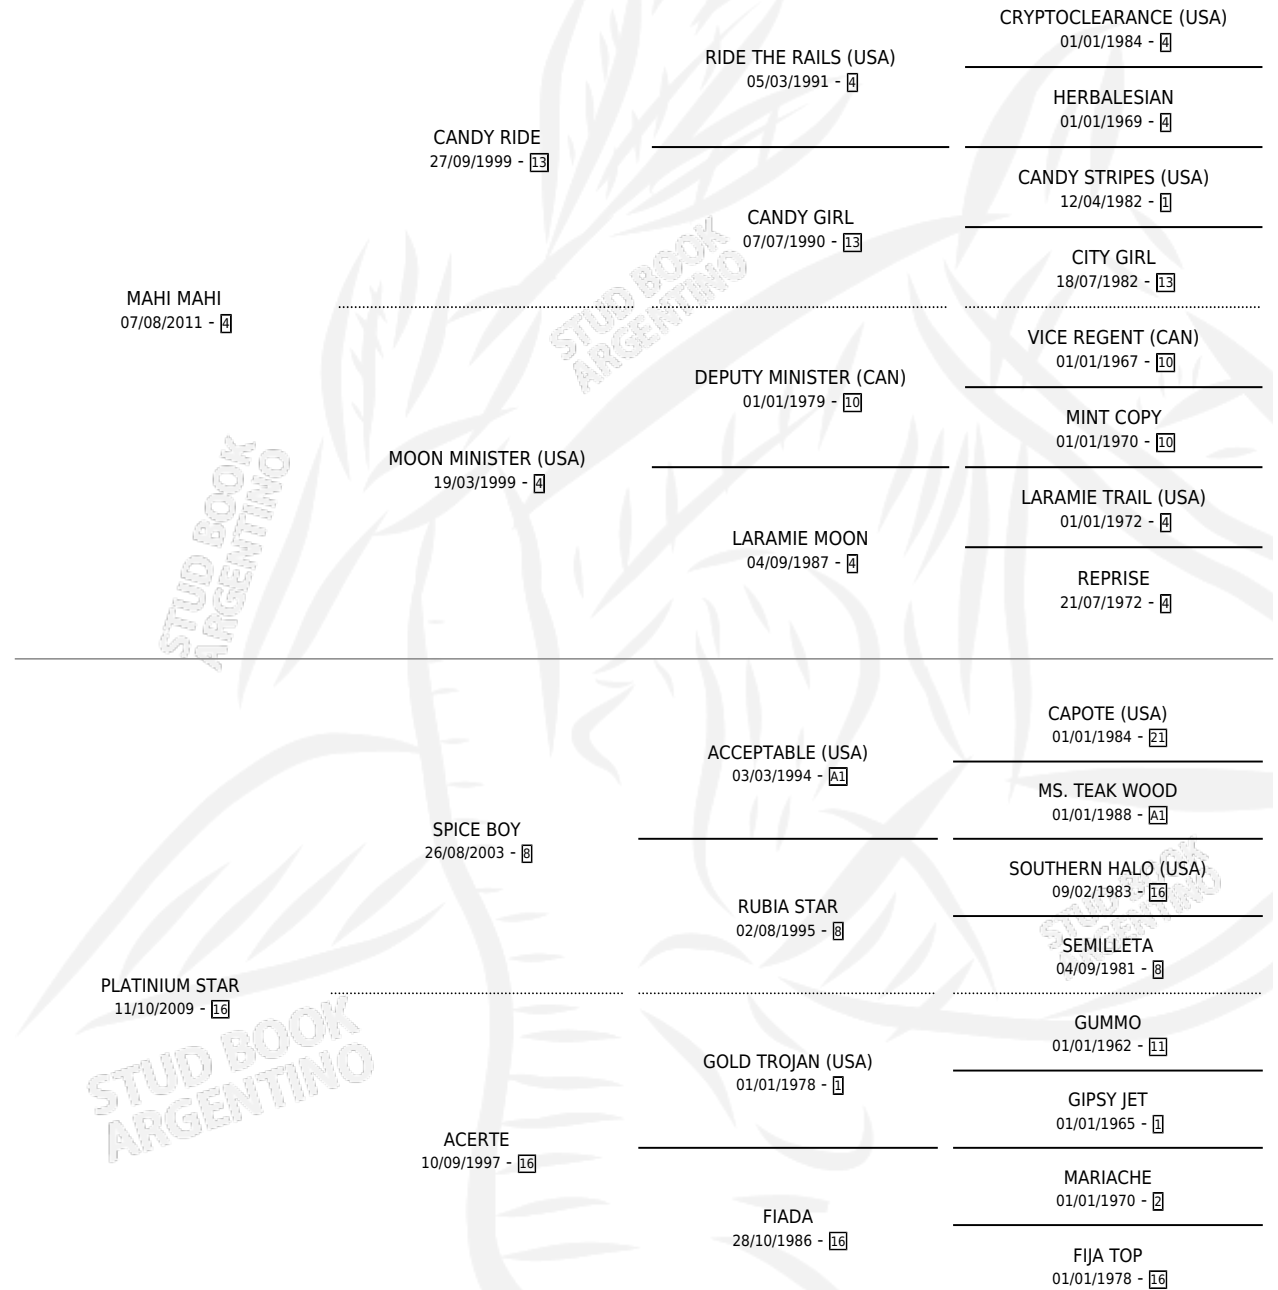 CRYPTOCLEARANCE (USA)
01/01/1984 - 4
RIDE THE RAILS (USA)
05/03/1991 - 4
HERBALESIAN
01/01/1969 - 4
CANDY RIDE
27/09/1999 - 13
CANDY STRIPES (USA)
12/04/1982 - 1
CANDY GIRL
07/07/1990 - 13
CITY GIRL
18/07/1982 - 13
MAHI MAHI
07/08/2011 - 4
VICE REGENT (CAN)
01/01/1967 - 10
DEPUTY MINISTER (CAN)
01/01/1979 - 10
MINT COPY
01/01/1970 - 10
MOON MINISTER (USA)
19/03/1999 - 4
LARAMIE TRAIL (USA)
01/01/1972 - 4
LARAMIE MOON
04/09/1987 - 4
REPRISE
21/07/1972 - 4
CAPOTE (USA)
01/01/1984 - 21
ACCEPTABLE (USA)
03/03/1994 - A1
MS. TEAK WOOD
01/01/1988 - A1
SPICE BOY
26/08/2003 - 8
SOUTHERN HALO (USA)
09/02/1983 - 16
RUBIA STAR
02/08/1995 - 8
SEMILLETA
04/09/1981 - 8
PLATINIUM STAR
11/10/2009 - 16
GUMMO
01/01/1962 - 11
GOLD TROJAN (USA)
01/01/1978 - 1
GIPSY JET
01/01/1965 - 1
ACERTE
10/09/1997 - 16
MARIACHE
01/01/1970 - 2
FIADA
28/10/1986 - 16
FIJA TOP
01/01/1978 - 16
STUD BOOK
ARGENTINO
STUD BOOK
ARGENTINO
STUD BOOK
ARGENTINO
STUD BOOK
ARGENTINO